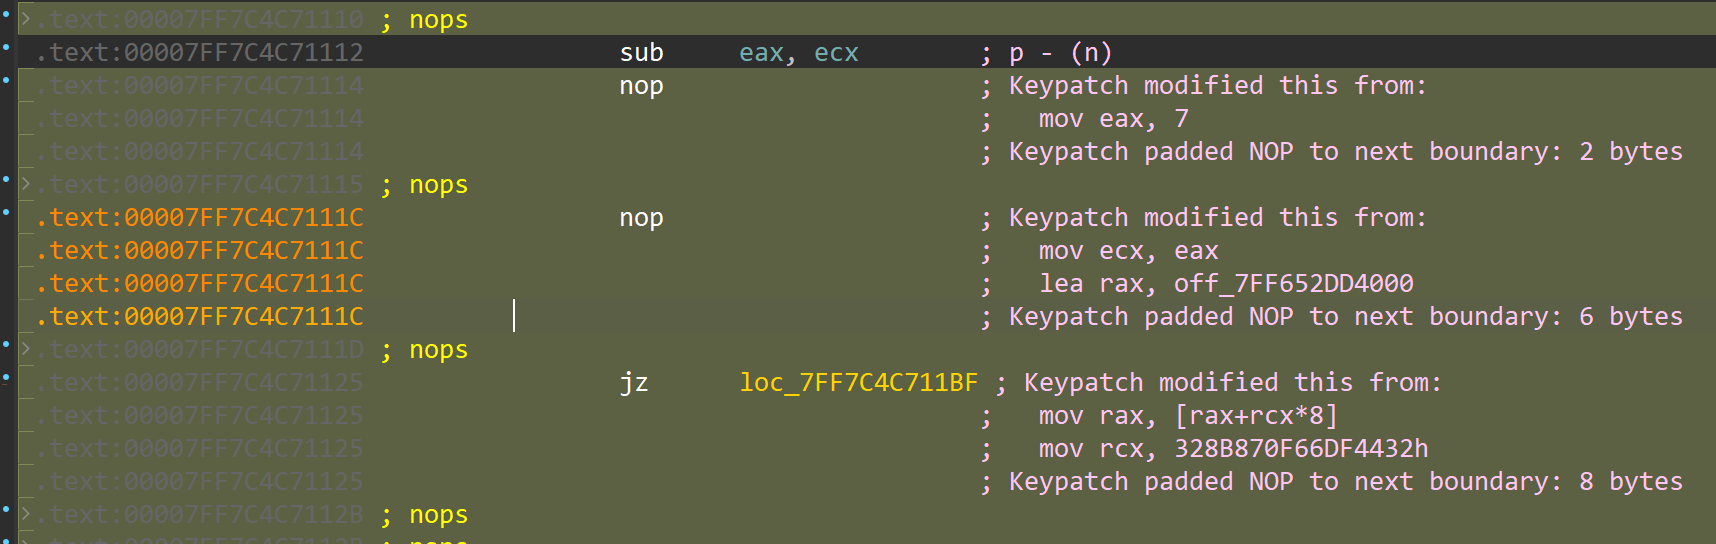 .text:00007FF7C4C71110 ; nops
.text:00007FF7C4C71112 sub eax, ecx ; p - (n)
.text:00007FF7C4C71114 nop ; Keypatch modified this from:
.text:00007FF7C4C71114 ; mov eax, 7
.text:00007FF7C4C71114 ; Keypatch padded NOP to next boundary: 2 bytes
.text:00007FF7C4C71115 ; nops
.text:00007FF7C4C7111C nop ; Keypatch modified this from:
.text:00007FF7C4C7111C ; mov ecx, eax
.text:00007FF7C4C7111C ; lea rax, off_7FF652DD4000
.text:00007FF7C4C7111C ; Keypatch padded NOP to next boundary: 6 bytes
.text:00007FF7C4C7111D ; nops
.text:00007FF7C4C71125 jz loc_7FF7C4C711BF ; Keypatch modified this from:
.text:00007FF7C4C71125 ; mov rax, [rax+rcx*8]
.text:00007FF7C4C71125 ; mov rcx, 328B870F66DF4432h
.text:00007FF7C4C71125 ; Keypatch padded NOP to next boundary: 8 bytes
.text:00007FF7C4C7112B ; nops
; nops